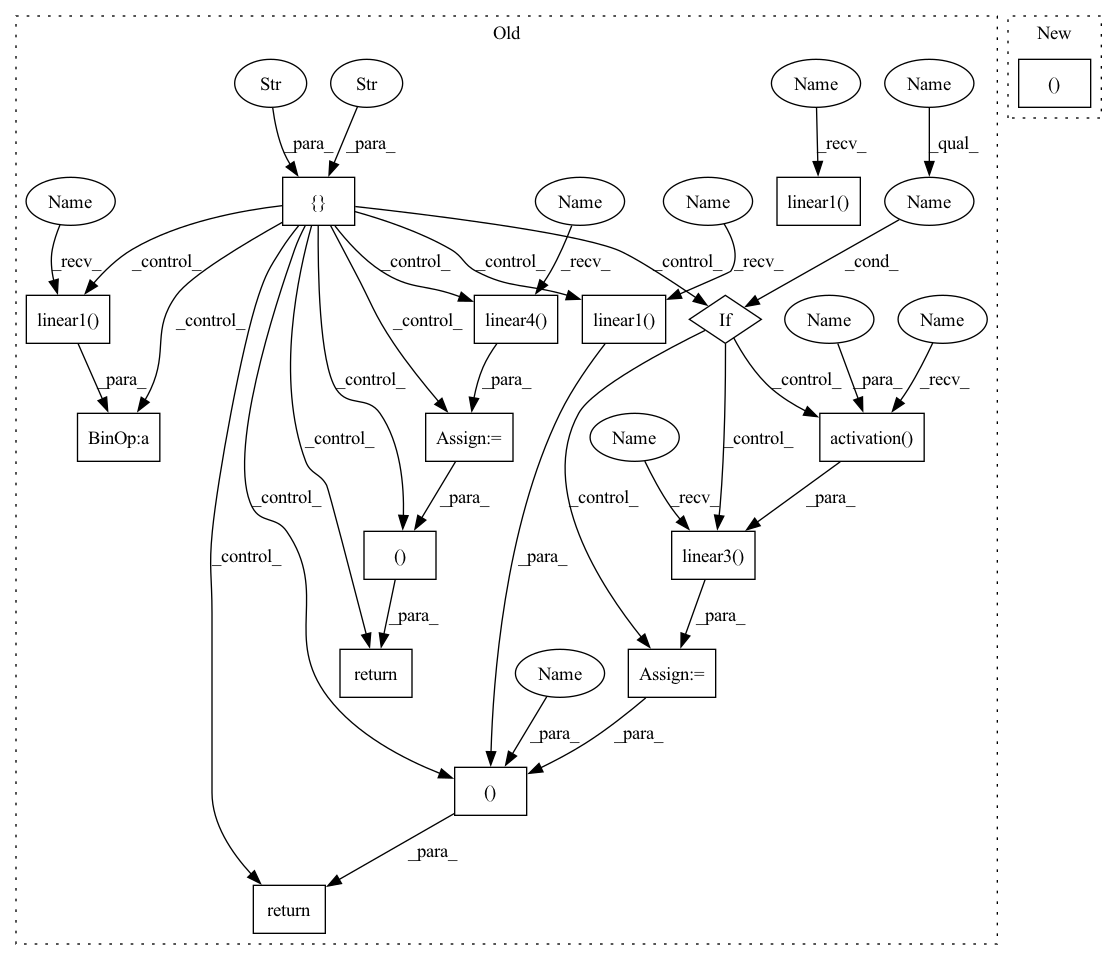 Old
New
Str
Str
Name
Name
()
_para_
_para_
_recv_
_qual_
Name
{}
Name
Name
linear1()
Name
_recv_
_control_
_control_
_recv_
_control_
_control_
_recv_
_cond_
linear1()
_control_
_control_
linear4()
linear1()
If
Name
Name
_para_
_control_
_para_
_control_
_para_
_recv_
BinOp:a
_control_
Assign:=
Name
_control_
activation()
_control_
_para_
_control_
_recv_
_para_
_control_
()
_para_
linear3()
_para_
_para_
return
Name
Assign:=
_para_
_para_
()
_para_
return